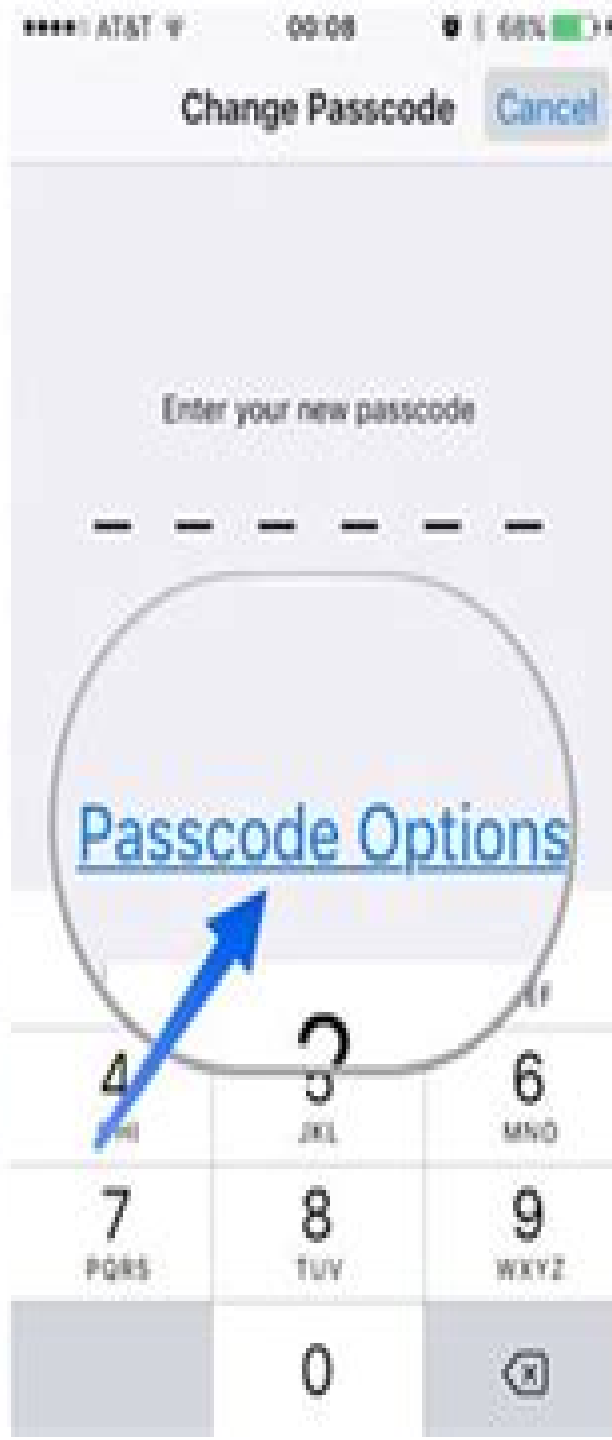 AT&T 00:08 68%
Change Passcode Cancel
Enter your new passcode
Passcode Options
4 5 6
JKL MNO
7 8 9
PQRS TUV WXYZ
0